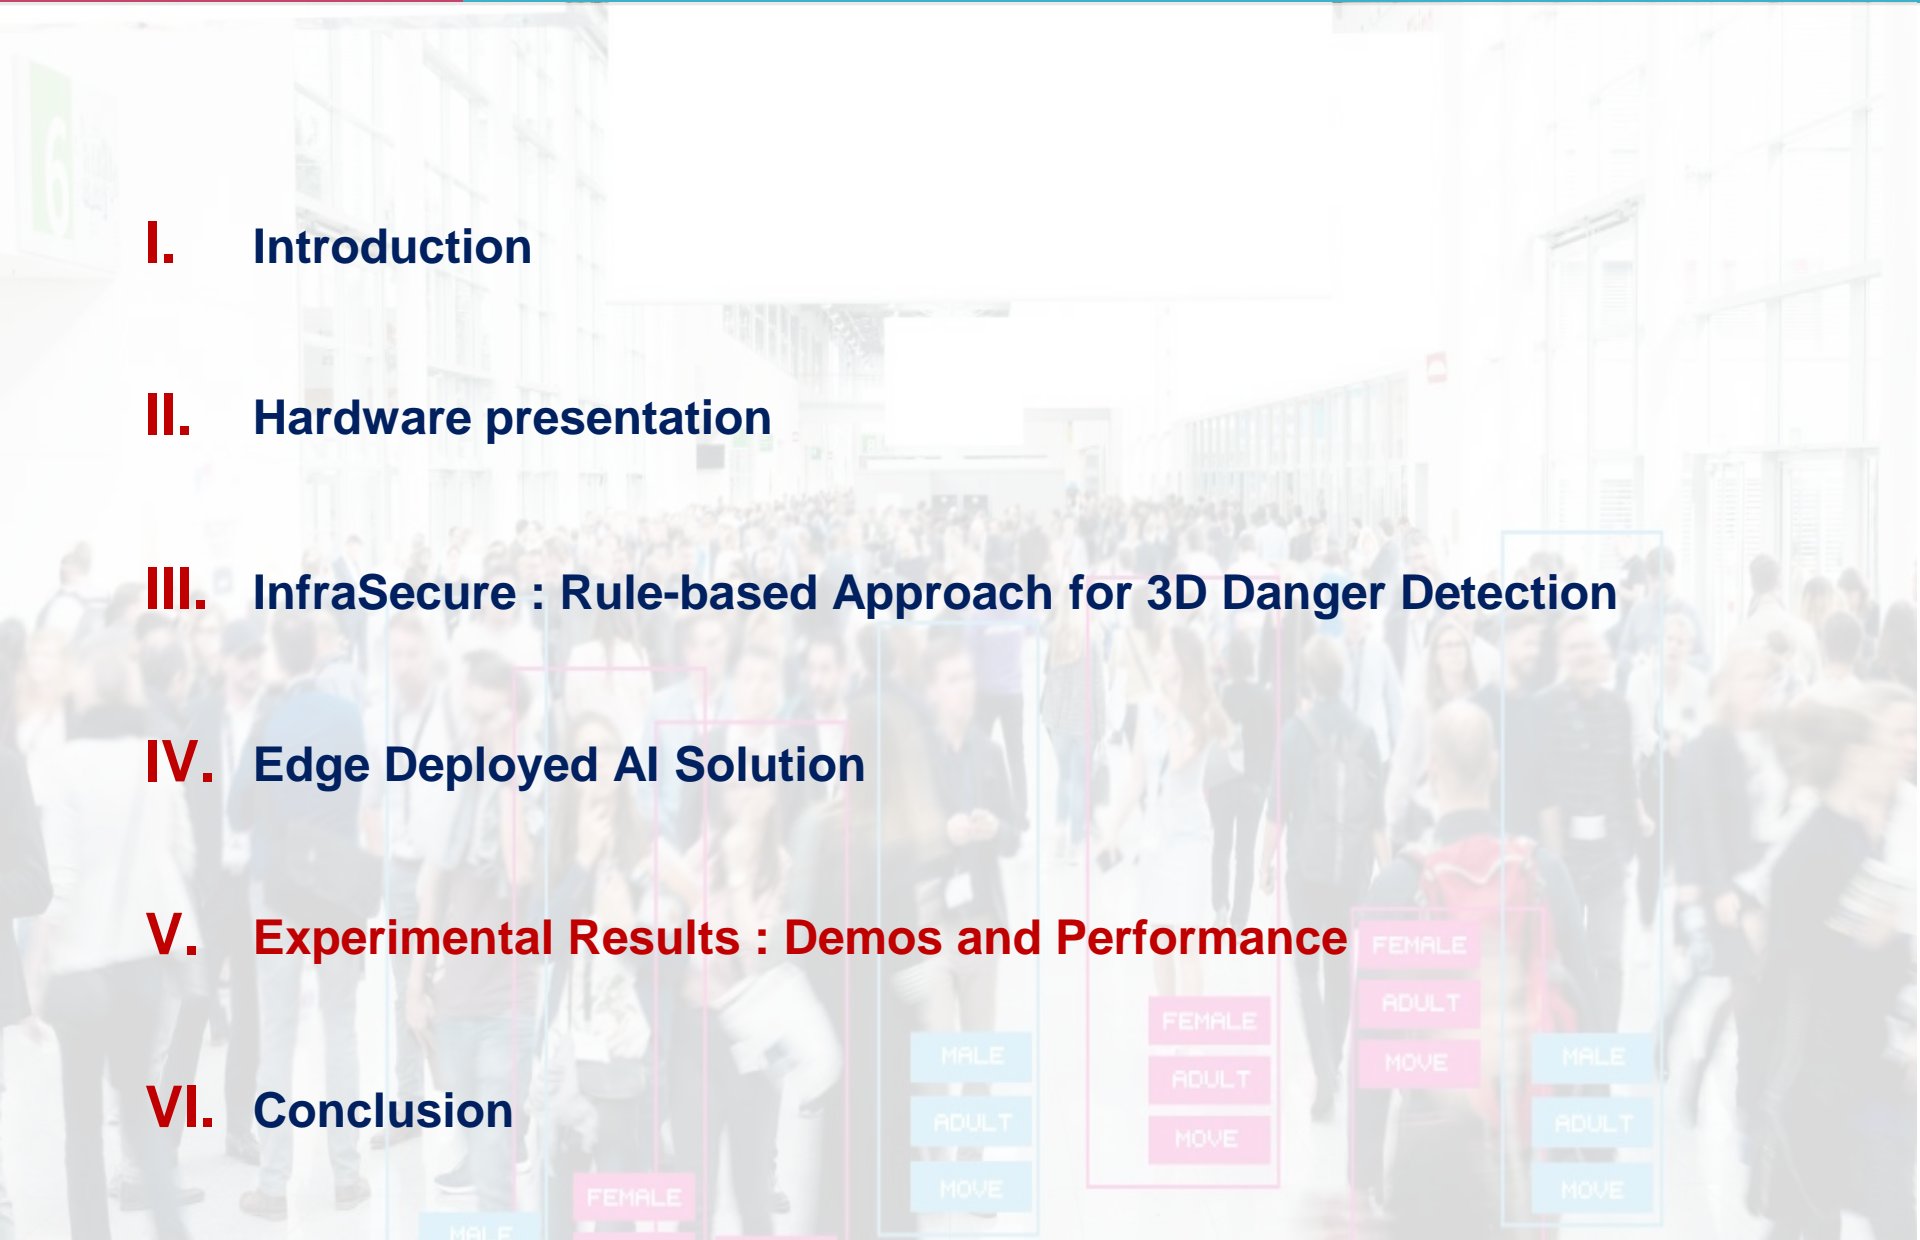 I. Introduction
II. Hardware presentation
III. InfraSecure : Rule-based Approach for 3D Danger Detection
IV. Edge Deployed AI Solution
V. Experimental Results : Demos and Performance
VI. Conclusion
FEMALE
ADULT
MOVE
FEMALE
ADULT
MOVE
MALE
ADULT
MOVE
MALE
ADULT
MOVE
FEMALE
MALE
6